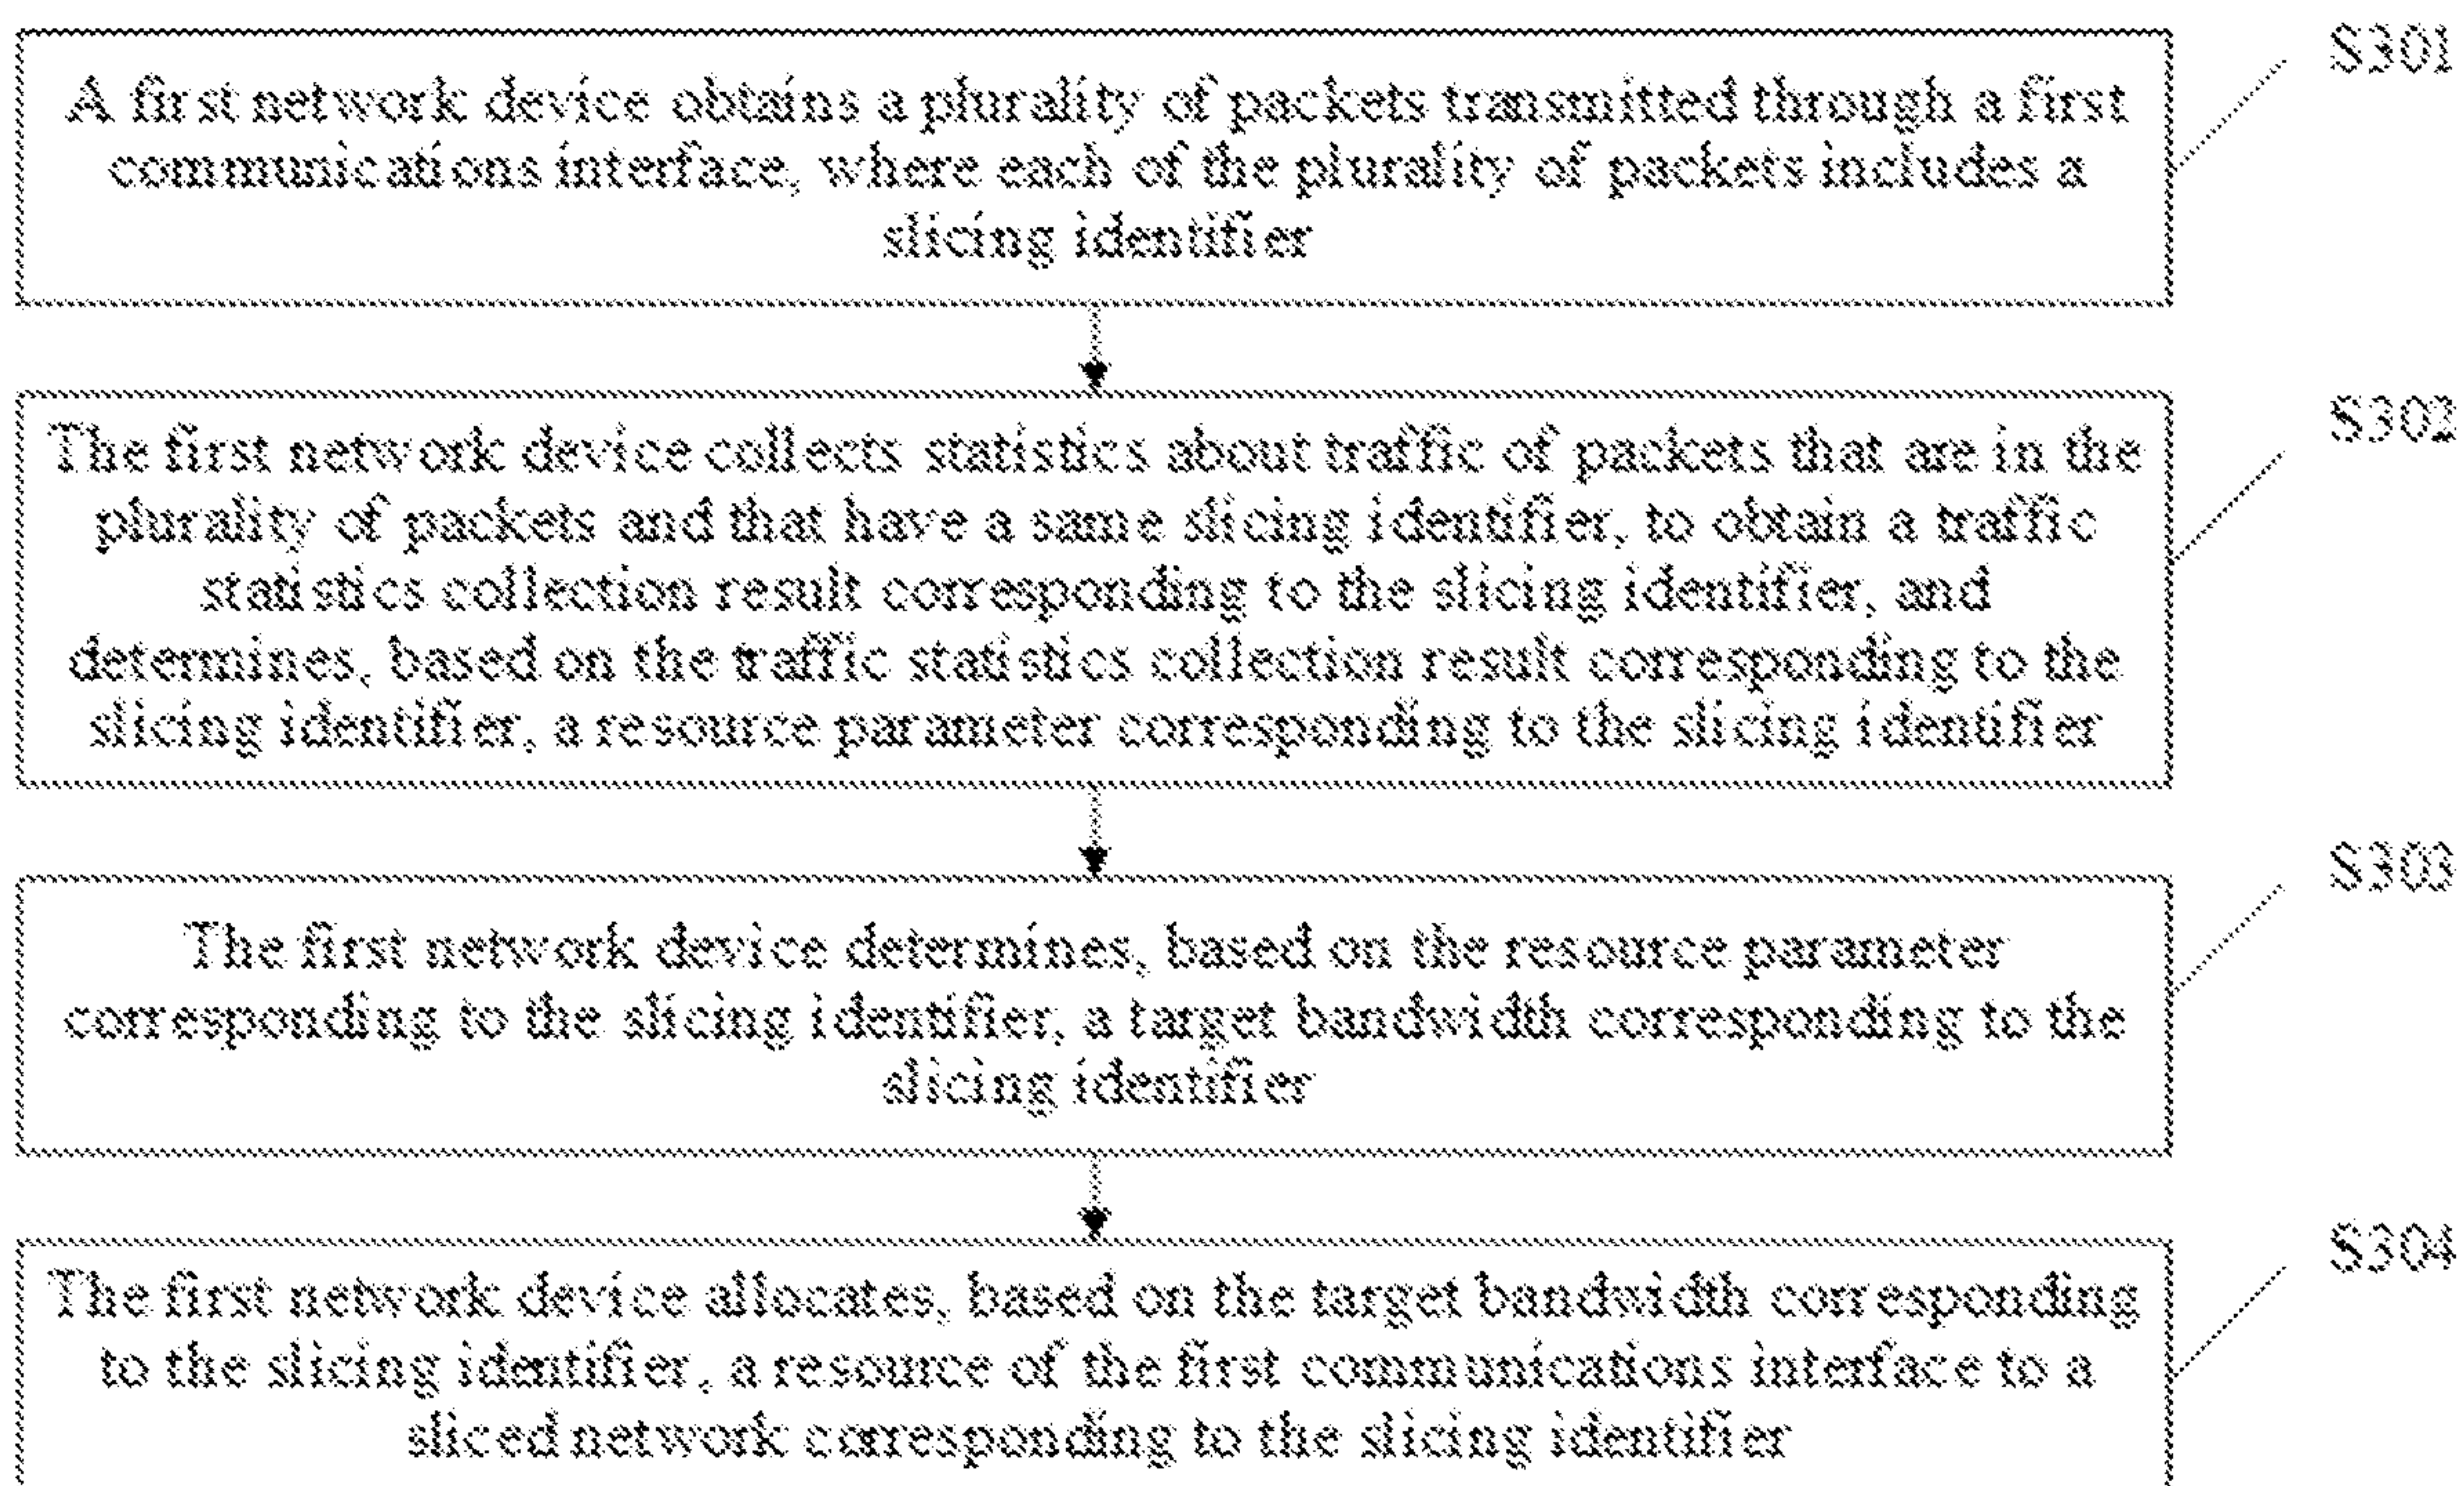 S301
A first network device obtains a plurality of packets transmitted through a first
communications interface, where each of the plurality of packets includes a
slicing identifier
S302
The first network device collects statistics about traffic of packets that are in the
plurality of packets and that have a same slicing identifier, to obtain a traffic
statistics collection result corresponding to the slicing identifier, and
determines, based on the traffic statistics collection result corresponding to the
slicing identifier, a resource parameter corresponding to the slicing identifier
S303
The first network device determines, based on the resource parameter
corresponding to the slicing identifier, a target bandwidth corresponding to the
slicing identifier
S304
The first network device allocates, based on the target bandwidth corresponding
to the slicing identifier, a resource of the first communications interface to a
sliced network corresponding to the slicing identifier